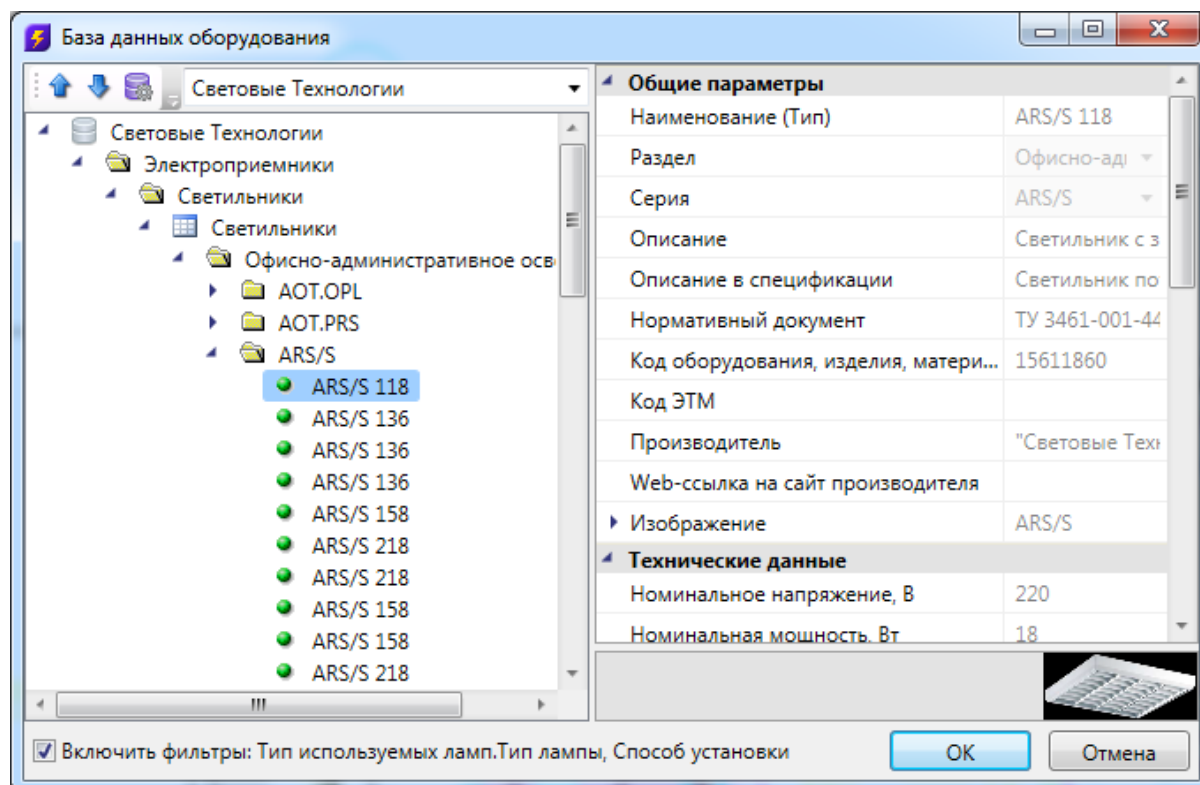 База данных оборудования
Световые Технологии
Световые Технологии
Электроприемники
Светильники
Светильники
Офисно-административное осв
AOT.OPL
AOT.PRS
ARS/S
ARS/S 118
ARS/S 136
ARS/S 136
ARS/S 136
ARS/S 158
ARS/S 218
ARS/S 218
ARS/S 158
ARS/S 158
ARS/S 218
Общие параметры
Наименование (Тип) ARS/S 118
Раздел Офисно-адı
Серия ARS/S
Описание Светильник с з
Описание в спецификации Светильник по
Нормативный документ ТУ 3461-001-44
Код оборудования, изделия, матери... 15611860
Код ЭТМ
Производитель "Световые Техн
Web-ссылка на сайт производителя
Изображение ARS/S
Технические данные
Номинальное напряжение, В 220
Номинальная мощность, Вт 18
Включить фильтры: Тип используемых ламп.Тип лампы, Способ установки
OK
Отмена